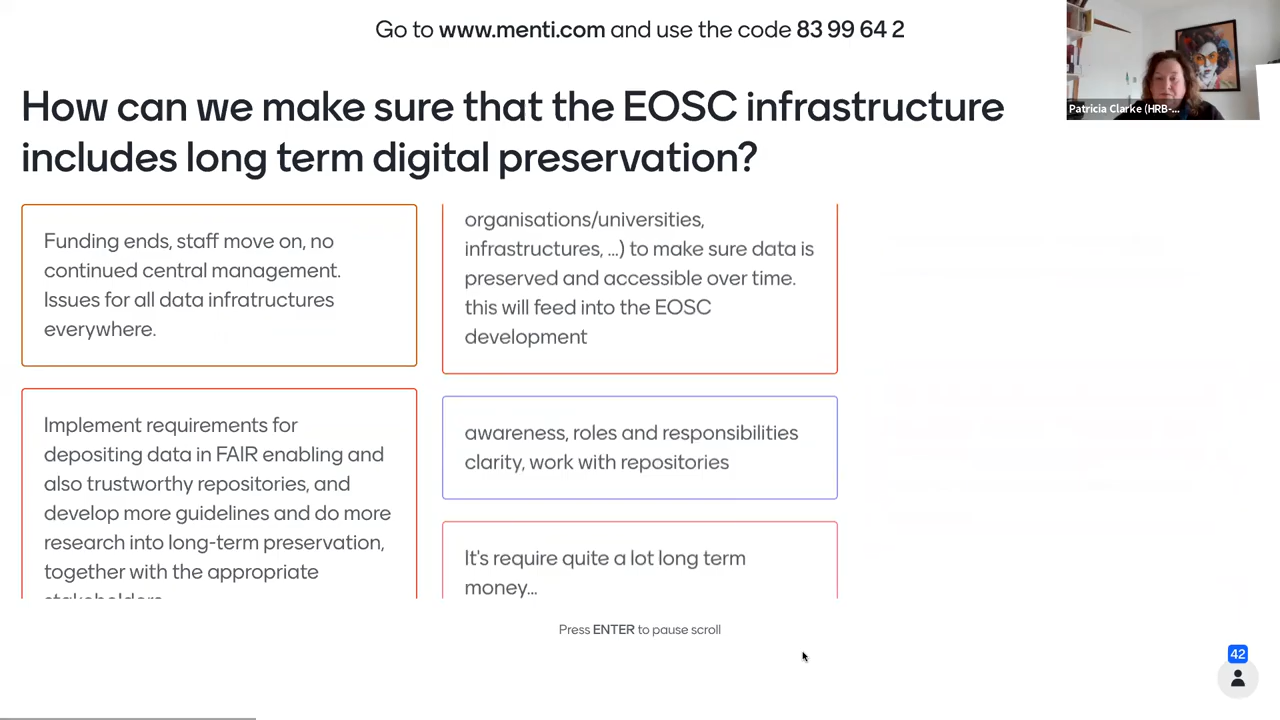 Go to www.menti.com and use the code 83 99 64 2
Patricia Clarke (HRB-...
How can we make sure that the EOSC infrastructure
includes long term digital preservation?
Funding ends, staff move on, no
continued central management.
Issues for all data infratructures
everywhere.
Implement requirements for
depositing data in FAIR enabling and
also trustworthy repositories, and
develop more guidelines and do more
research into long-term preservation,
together with the appropriate
stakeholders
organisations/universities,
infrastructures, ...) to make sure data is
preserved and accessible over time.
this will feed into the EOSC
development
awareness, roles and responsibilities
clarity, work with repositories
It's require quite a lot long term
money...
Press ENTER to pause scroll
42